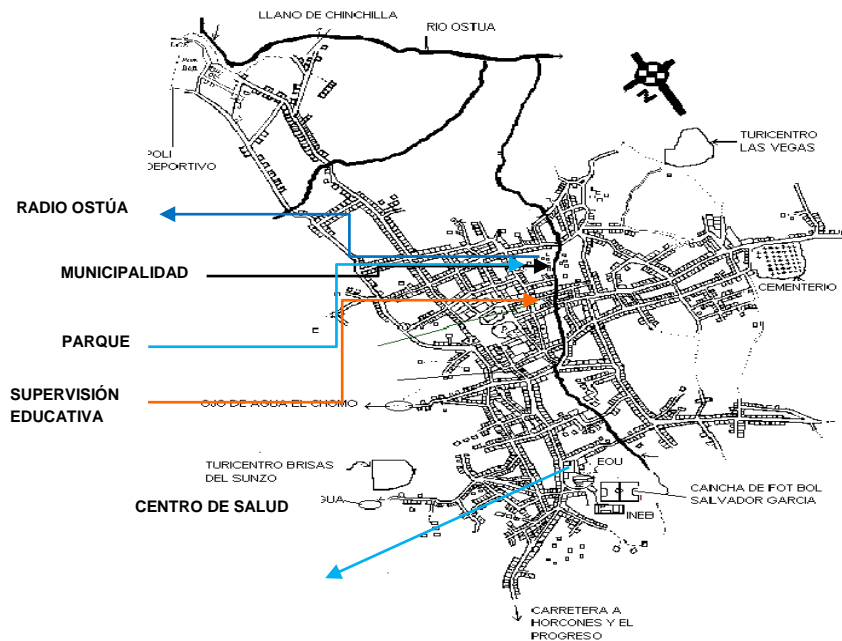 LLANO DE CHINCHILLA
RIO OSTUA
N
TURICENTRO
LAS VEGAS
POLI
DEPORTIVO
RADIO OSTÚA
MUNICIPALIDAD
CEMENTERIO
PARQUE
SUPERVISIÓN
EDUCATIVA
OJO DE AGUA EL CHOMO
TURICENTRO BRISAS
DEL SUNZO
EOU
CAINCHA DE FOT BOL
SALVADOR GARCIA
GUA
CENTRO DE SALUD
INEB
CARRETERA A
HORCONES Y EL
PROGRESO